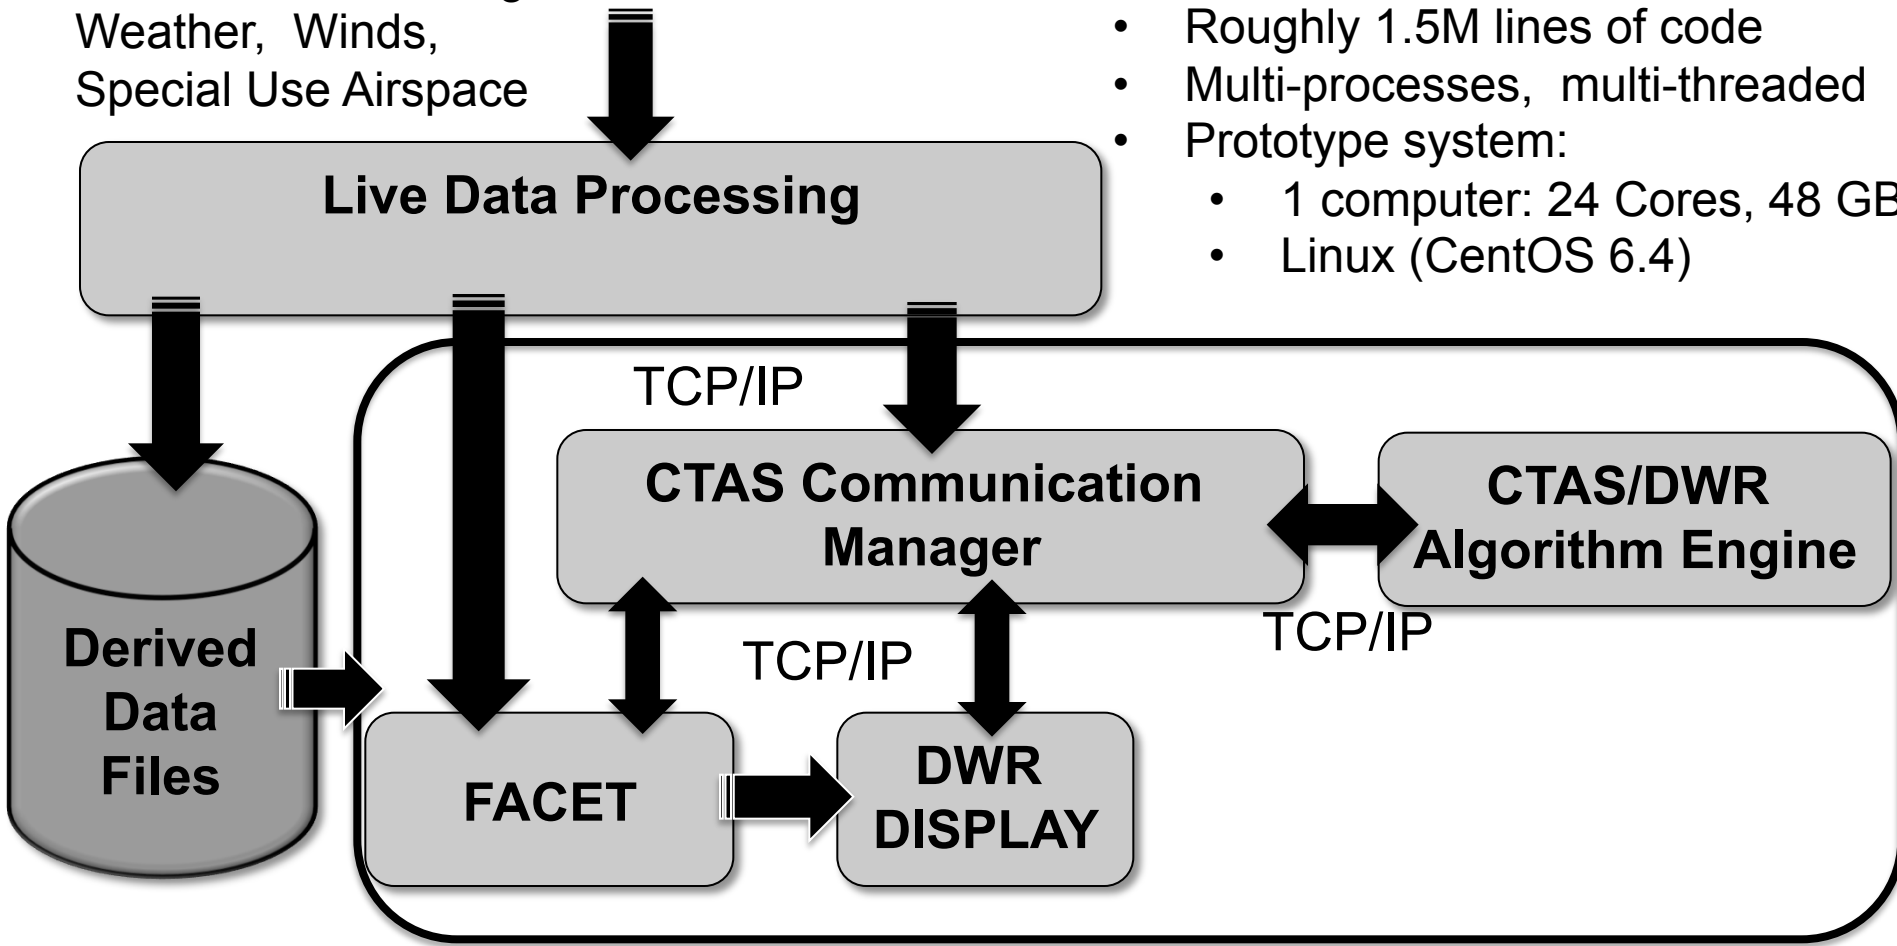 Weather, Winds,
Special Use Airspace
• Roughly 1.5M lines of code
• Multi-processes, multi-threaded
• Prototype system:
• 1 computer: 24 Cores, 48 GB
• Linux (CentOS 6.4)
Live Data Processing
TCP/IP
CTAS Communication
Manager
CTAS/DWR
Algorithm Engine
TCP/IP
TCP/IP
Derived
Data
Files
FACET
DWR
DISPLAY